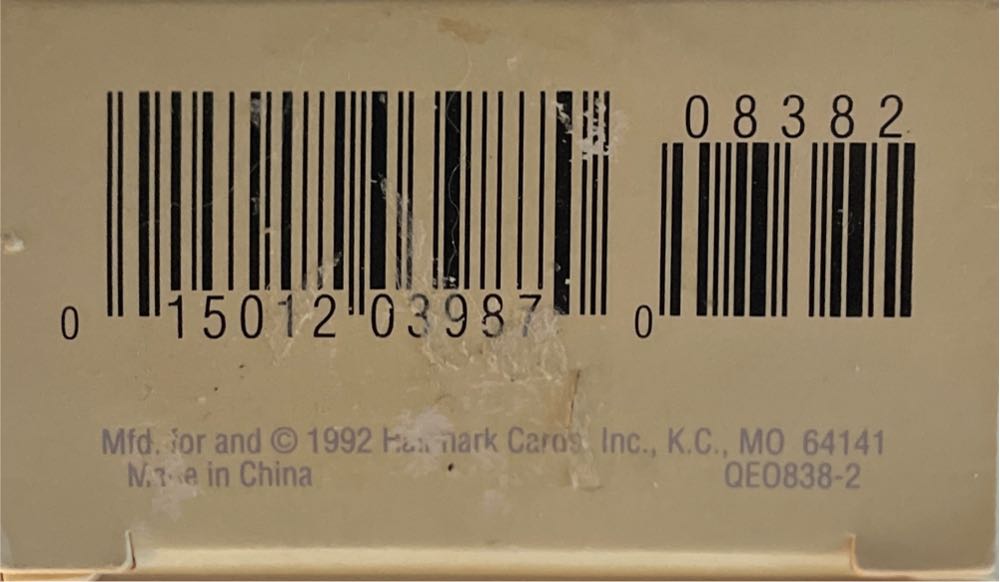 08382
0 15012 03987 0
Mfd. for and © 1992 Hallmark Cards, Inc., K.C., MO 64141
Made in China QEO838-2